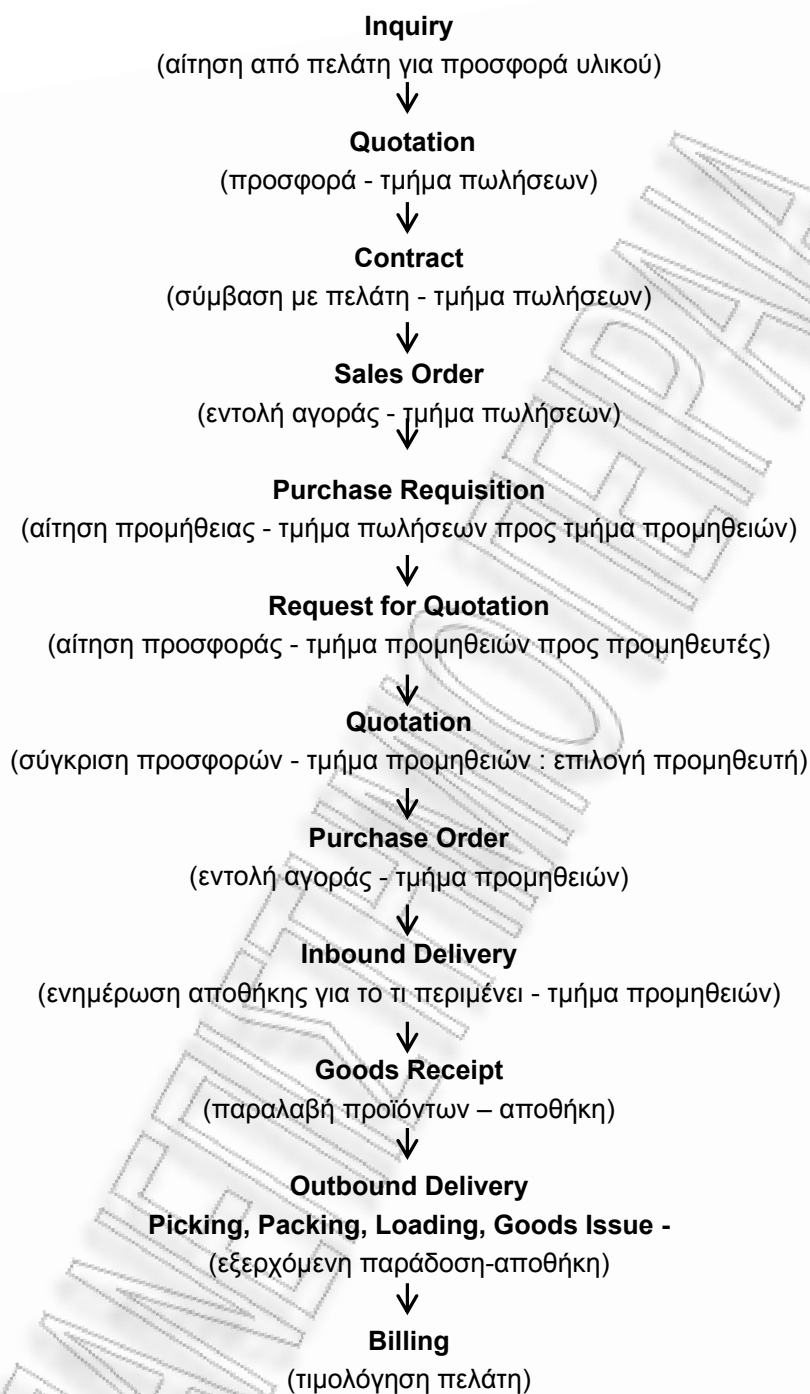 Inquiry
(αίτηση από πελάτη για προσφορά υλικού)
Quotation
(προσφορά - τμήμα πωλήσεων)
Contract
(σύμβαση με πελάτη - τμήμα πωλήσεων)
Sales Order
(εντολή αγοράς - τμήμα πωλήσεων)
Purchase Requisition
(αίτηση προμήθειας - τμήμα πωλήσεων προς τμήμα προμηθειών)
Request for Quotation
(αίτηση προσφοράς - τμήμα προμηθειών προς προμηθευτές)
Quotation
(σύγκριση προσφορών - τμήμα προμηθειών : επιλογή προμηθευτή)
Purchase Order
(εντολή αγοράς - τμήμα προμηθειών)
Inbound Delivery
(ενημέρωση αποθήκης για το τι περιμένει - τμήμα προμηθειών)
Goods Receipt
(παραλαβή προϊόντων – αποθήκη)
Outbound Delivery
Picking, Packing, Loading, Goods Issue -
(εξερχόμενη παράδοση-αποθήκη)
Billing
(τιμολόγηση πελάτη)